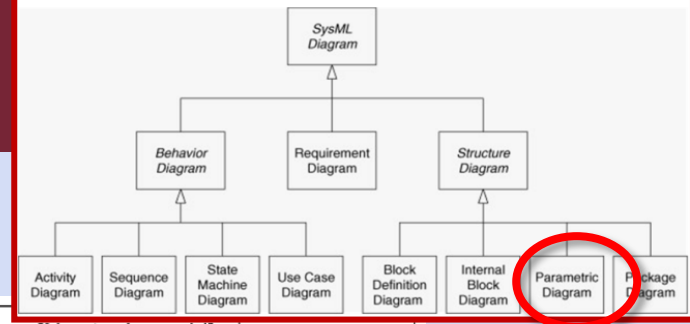 SysML
Diagram
Behavior
Diagram
Requirement
Diagram
Structure
Diagram
Activity
Diagram
Sequence
Diagram
State
Machine
Diagram
Use Case
Diagram
Block
Definition
Diagram
Internal
Block
Diagram
Parametric
Diagram
Package
Diagram